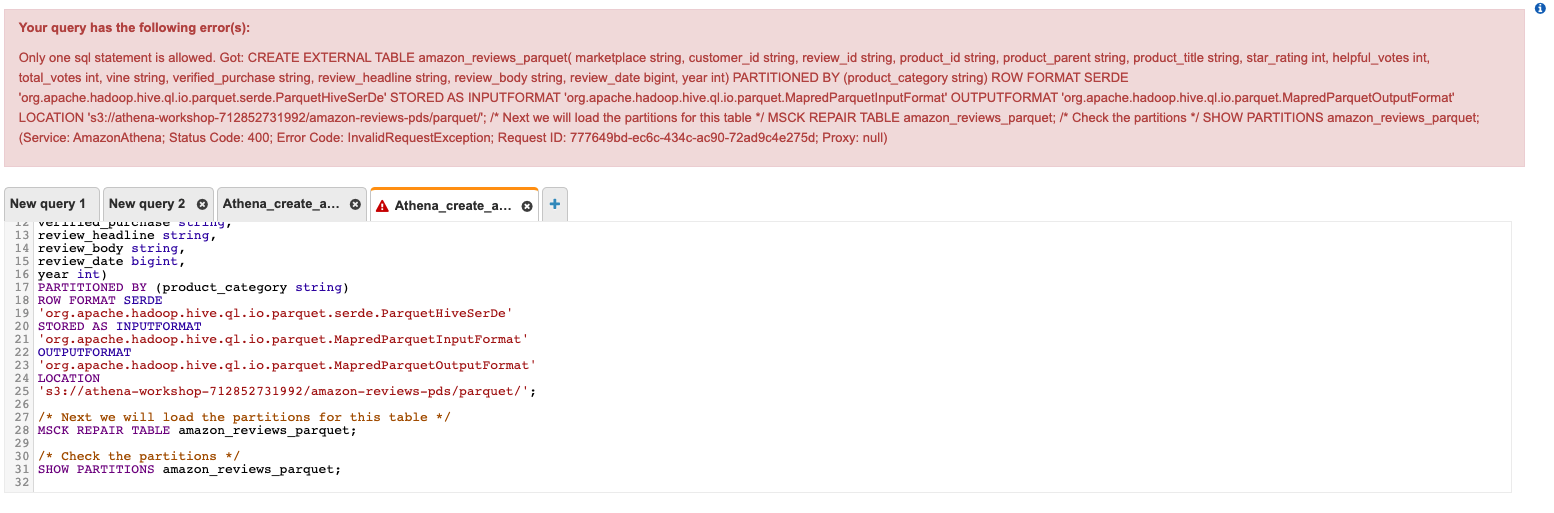 Your query has the following error(s):
Only one sql statement is allowed. Got: CREATE EXTERNAL TABLE amazon_reviews_parquet( marketplace string, customer_id string, review_id string, product_id string, product_parent string, product_title string, star_rating int, helpful_votes int,
total_votes int, vine string, verified_purchase string, review_headline string, review_body string, review_date bigint, year int) PARTITIONED BY (product_category string) ROW FORMAT SERDE
'org.apache.hadoop.hive.ql.io.parquet.serde.ParquetHiveSerDe' STORED AS INPUTFORMAT 'org.apache.hadoop.hive.ql.io.parquet.MapredParquetInputFormat' OUTPUTFORMAT 'org.apache.hadoop.hive.ql.io.parquet.MapredParquetOutputFormat'
LOCATION 's3://athena-workshop-712852731992/amazon-reviews-pds/parquet/'; /* Next we will load the partitions for this table */ MSCK REPAIR TABLE amazon_reviews_parquet; /* Check the partitions */ SHOW PARTITIONS amazon_reviews_parquet;
(Service: AmazonAthena; Status Code: 400; Error Code: InvalidRequestException; Request ID: 777649bd-ec6c-434c-ac90-72ad9c4e275d; Proxy: null)
New query 1 New query 2 Athena_create_a... Athena_create_a...
12 verified_purchase string,
13 review_headline string,
14 review_body string,
15 review_date bigint,
16 year int)
17 PARTITIONED BY (product_category string)
18 ROW FORMAT SERDE
19 'org.apache.hadoop.hive.ql.io.parquet.serde.ParquetHiveSerDe'
20 STORED AS INPUTFORMAT
21 'org.apache.hadoop.hive.ql.io.parquet.MapredParquetInputFormat'
22 OUTPUTFORMAT
23 'org.apache.hadoop.hive.ql.io.parquet.MapredParquetOutputFormat'
24 LOCATION
25 's3://athena-workshop-712852731992/amazon-reviews-pds/parquet/';
26
27 /* Next we will load the partitions for this table */
28 MSCK REPAIR TABLE amazon_reviews_parquet;
29
30 /* Check the partitions */
31 SHOW PARTITIONS amazon_reviews_parquet;
32